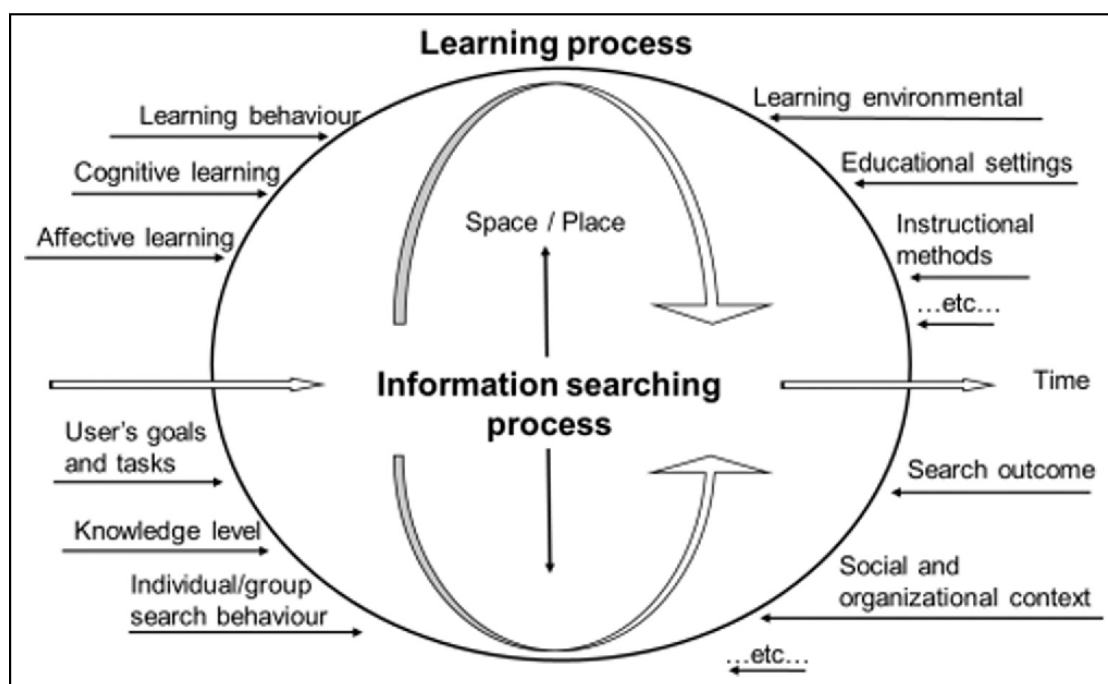 Learning process
Learning behaviour
Cognitive learning
Affective learning
Learning environmental
Educational settings
Instructional
methods
...etc...
Space / Place
Information searching
process
Time
User's goals
and tasks
Knowledge level
Individual/group
search behaviour
Search outcome
Social and
organizational context
...etc...